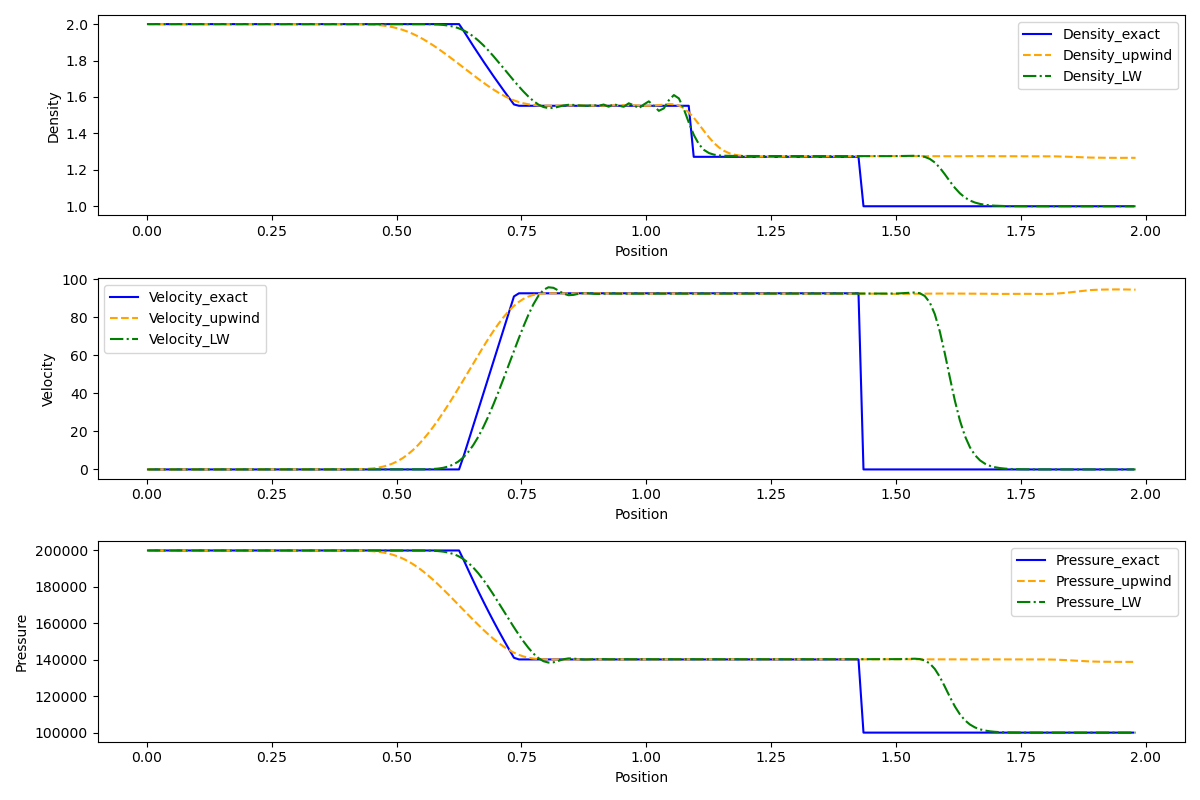 2.0
1.8
1.6
1.4
1.2
1.0
Density
Density_exact
Density_upwind
Density_LW
0.00 0.25 0.50 0.75 1.00 1.25 1.50 1.75 2.00
Position
100
80
60
40
20
0
Velocity
Velocity_exact
Velocity_upwind
Velocity_LW
0.00 0.25 0.50 0.75 1.00 1.25 1.50 1.75 2.00
Position
200000
180000
160000
140000
120000
100000
Pressure
Pressure_exact
Pressure_upwind
Pressure_LW
0.00 0.25 0.50 0.75 1.00 1.25 1.50 1.75 2.00
Position